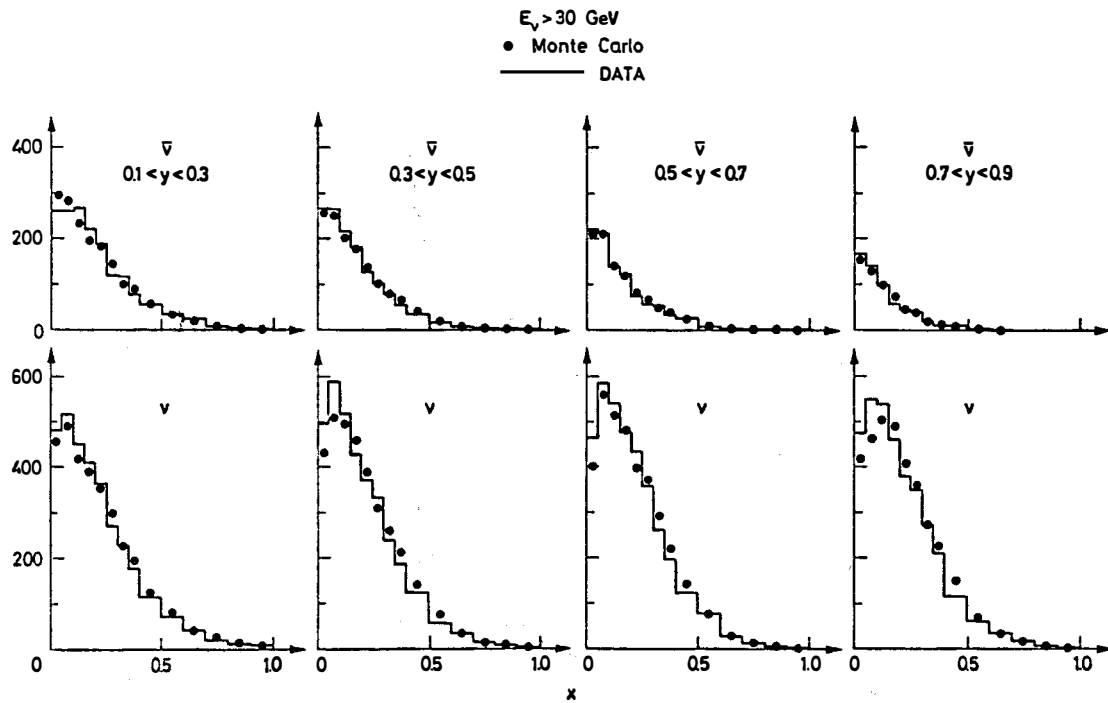 E_ν > 30 GeV
● Monte Carlo
—— DATA
ν̄ ν̄ ν̄ ν̄
0.1 < y < 0.3 0.3 < y < 0.5 0.5 < y < 0.7 0.7 < y < 0.9
400
200
0
600
ν ν ν ν
400
200
0 0.5 1.0 0 0.5 1.0 0 0.5 1.0 0 0.5 1.0
x